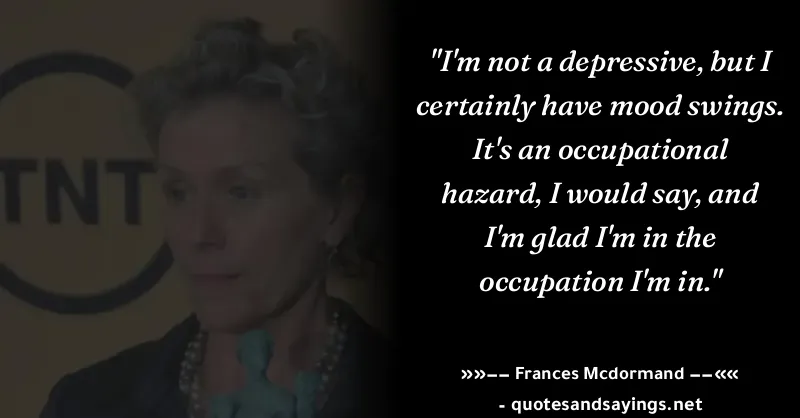 TNT
"I'm not a depressive, but I
certainly have mood swings.
It's an occupational
hazard, I would say, and
I'm glad I'm in the
occupation I'm in."
»»–– Frances Mcdormand ––««
- quotesandsayings.net